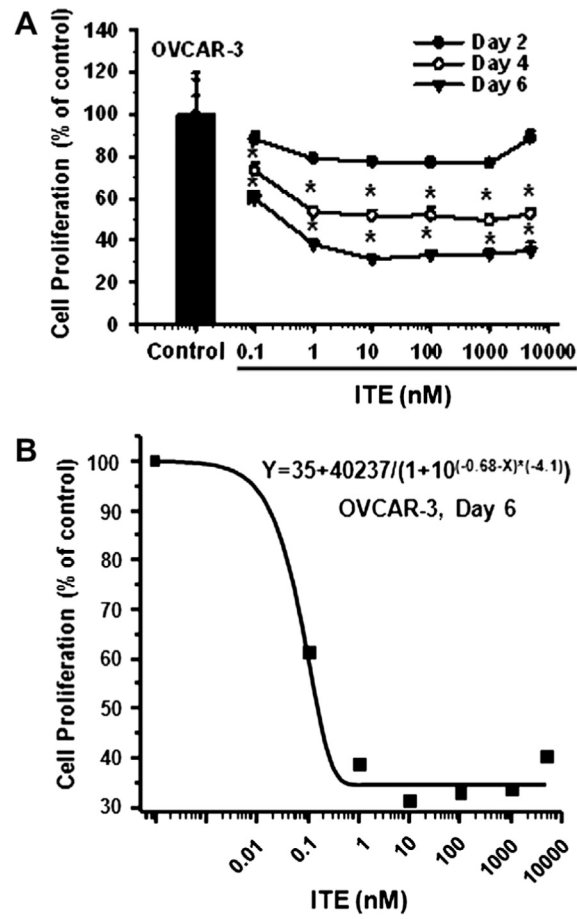 A
OVCAR-3
Day 2
Day 4
Day 6
Cell Proliferation (% of control)
140
120
100
80
60
40
20
0
* * * * * *
* * * * * *
Control 0.1 1 10 100 1000 10000
ITE (nM)
B
Y=35+40237/(1+10^(-0.68-X)*(-4.1))
OVCAR-3, Day 6
Cell Proliferation (% of control)
100
90
80
70
60
50
40
30
0.01 0.1 1 10 100 1000 10000
ITE (nM)